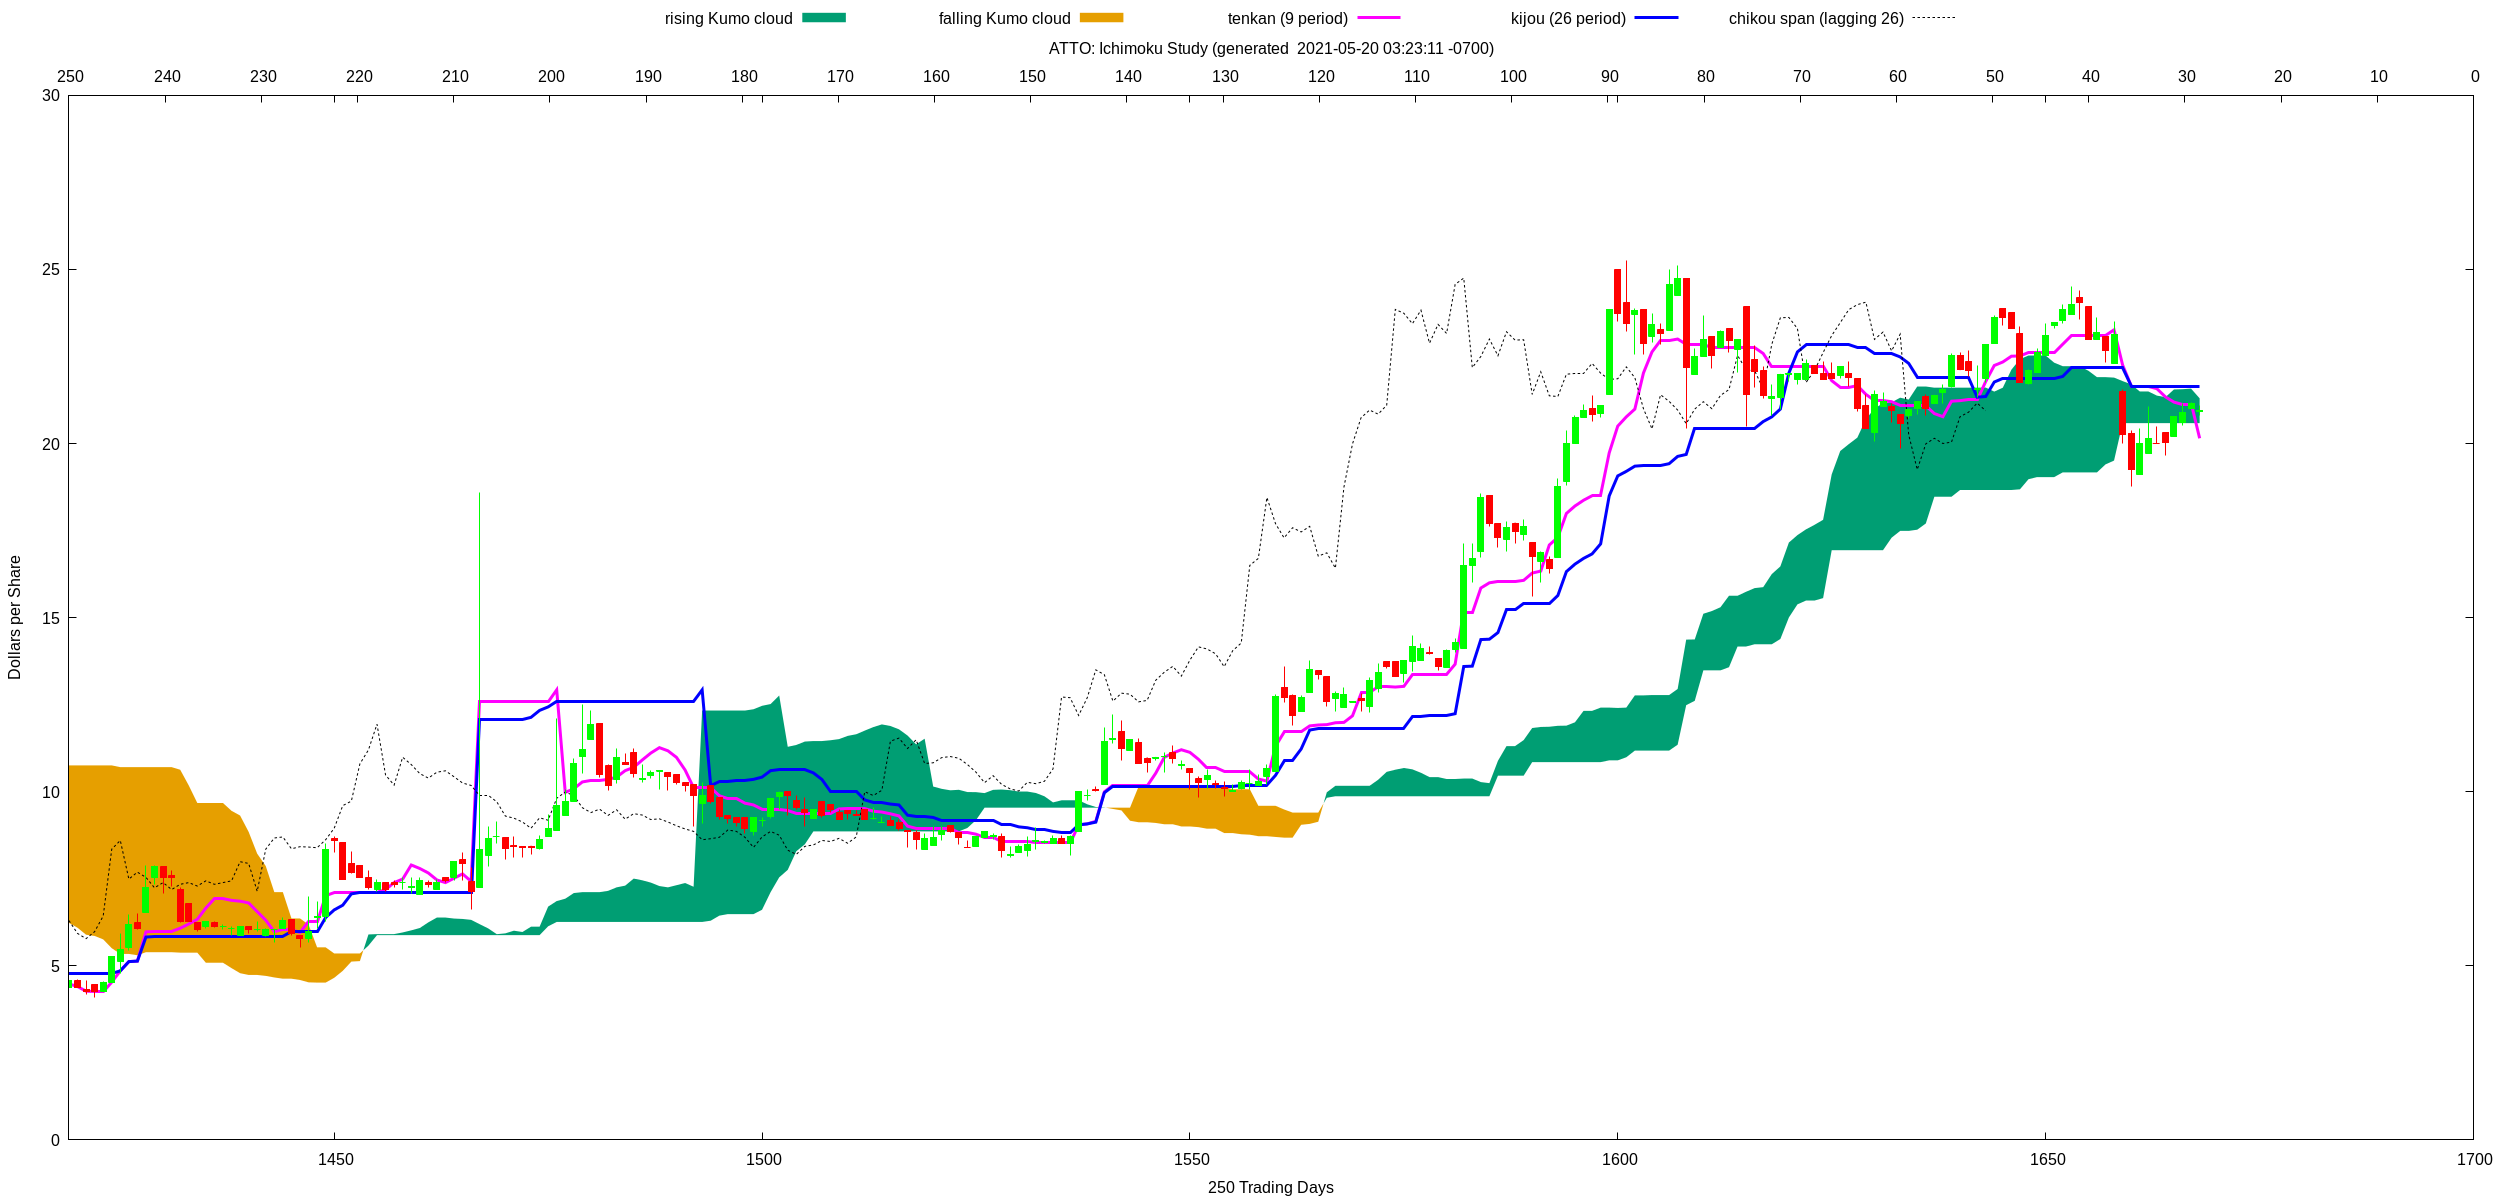 rising Kumo cloud falling Kumo cloud tenkan (9 period) kijou (26 period) chikou span (lagging 26)
ATTO: Ichimoku Study (generated  2021-05-20 03:23:11 -0700)
250 240 230 220 210 200 190 180 170 160 150 140 130 120 110 100 90 80 70 60 50 40 30 20 10 0
30
25
20
15
10
5
0
Dollars per Share
1450 1500 1550 1600 1650 1700
250 Trading Days